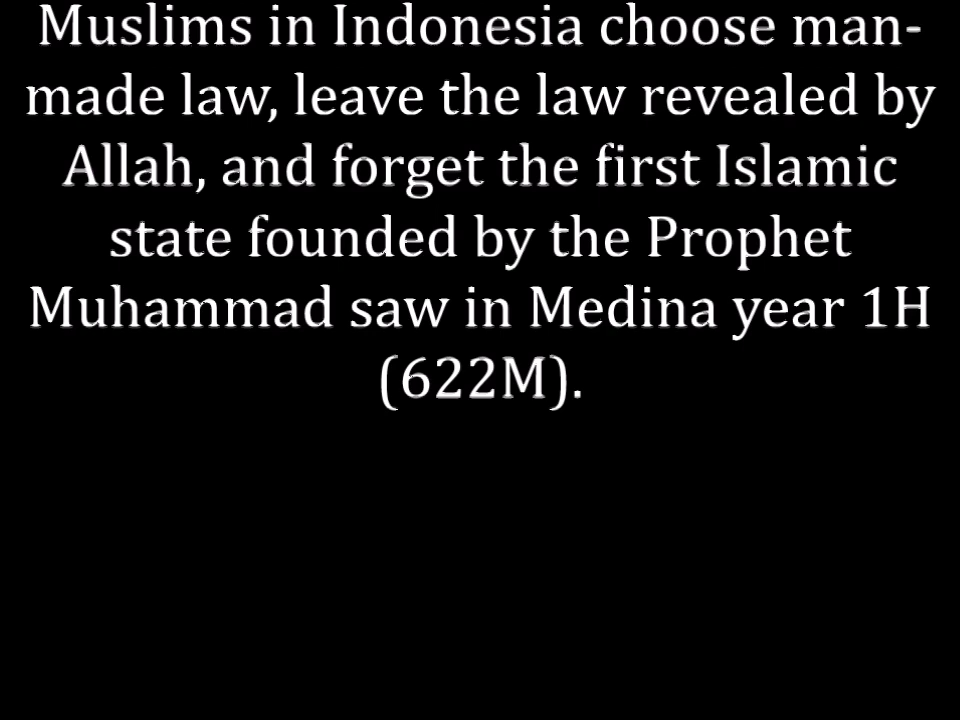 Muslims in Indonesia choose man-
made law, leave the law revealed by
Allah, and forget the first Islamic
state founded by the Prophet
Muhammad saw in Medina year 1H
(622M).